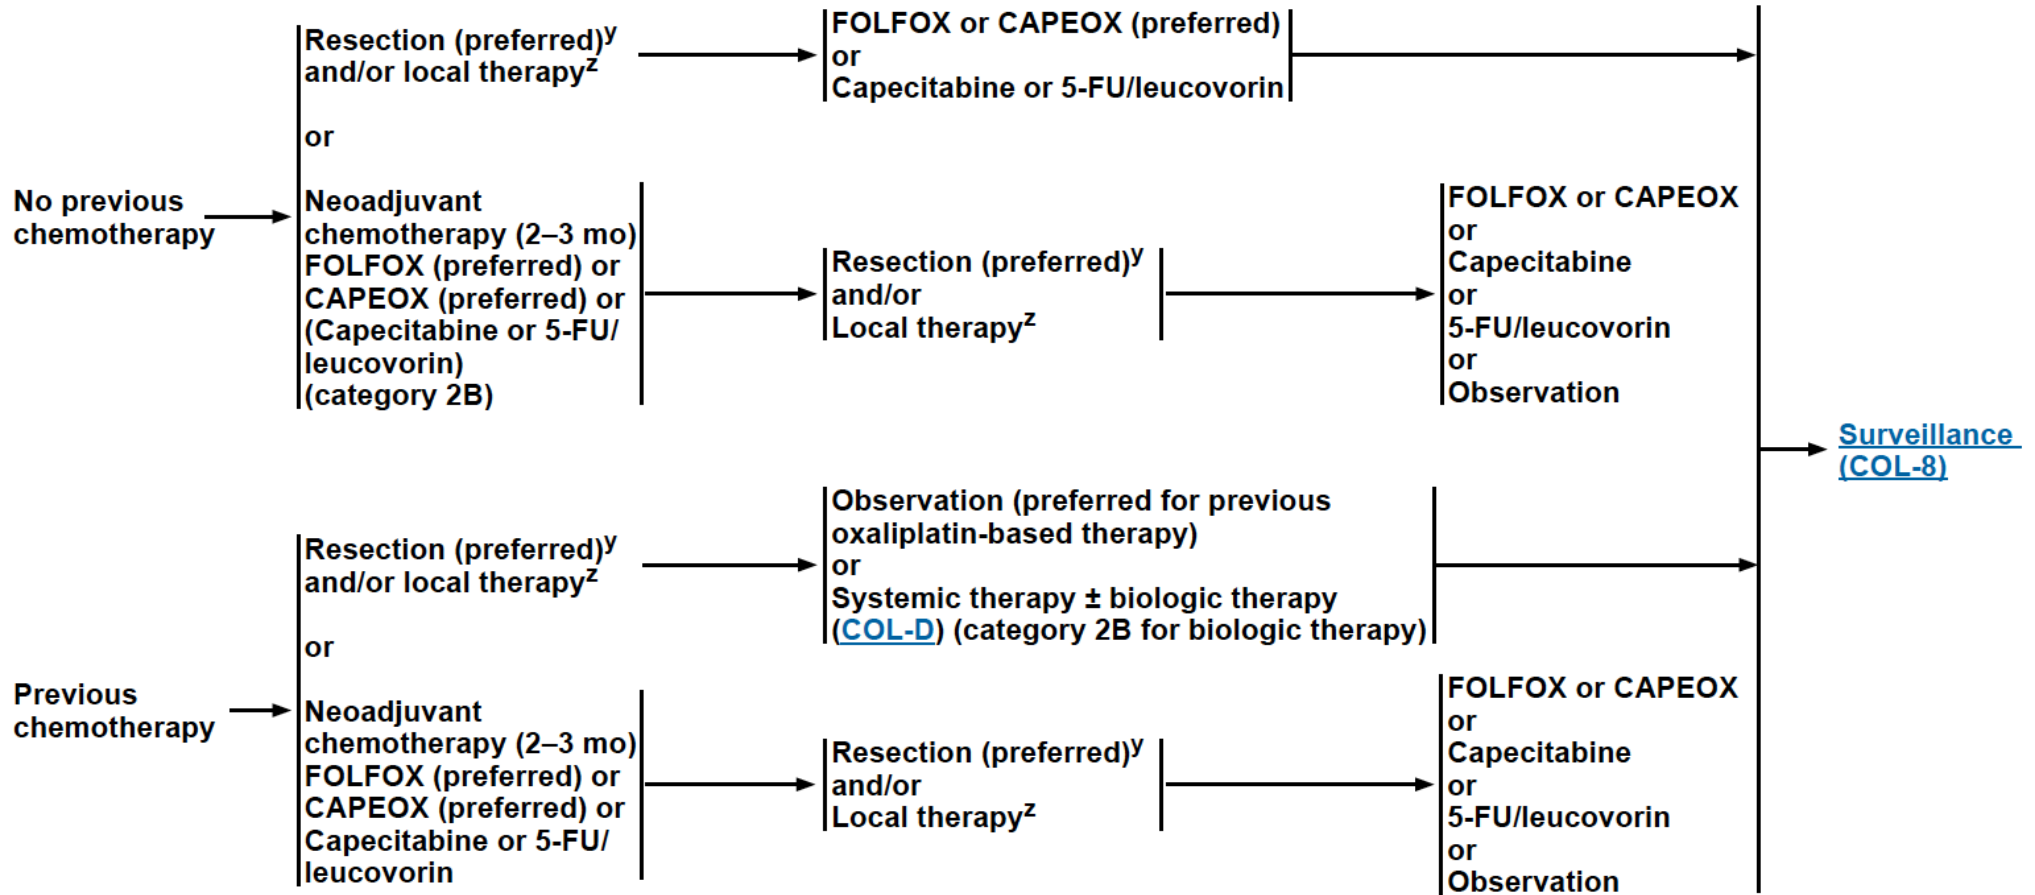 No previous
chemotherapy
Resection (preferred)y
and/or local therapyz
or
Neoadjuvant
chemotherapy (2–3 mo)
FOLFOX (preferred) or
CAPEOX (preferred) or
(Capecitabine or 5-FU/
leucovorin)
(category 2B)
FOLFOX or CAPEOX (preferred)
or
Capecitabine or 5-FU/leucovorin
Resection (preferred)y
and/or
Local therapyz
FOLFOX or CAPEOX
or
Capecitabine
or
5-FU/leucovorin
or
Observation
Previous
chemotherapy
Resection (preferred)y
and/or local therapyz
or
Neoadjuvant
chemotherapy (2–3 mo)
FOLFOX (preferred) or
CAPEOX (preferred) or
Capecitabine or 5-FU/
leucovorin
Observation (preferred for previous
oxaliplatin-based therapy)
or
Systemic therapy ± biologic therapy
(COL-D) (category 2B for biologic therapy)
Resection (preferred)y
and/or
Local therapyz
FOLFOX or CAPEOX
or
Capecitabine
or
5-FU/leucovorin
or
Observation
Surveillance
(COL-8)